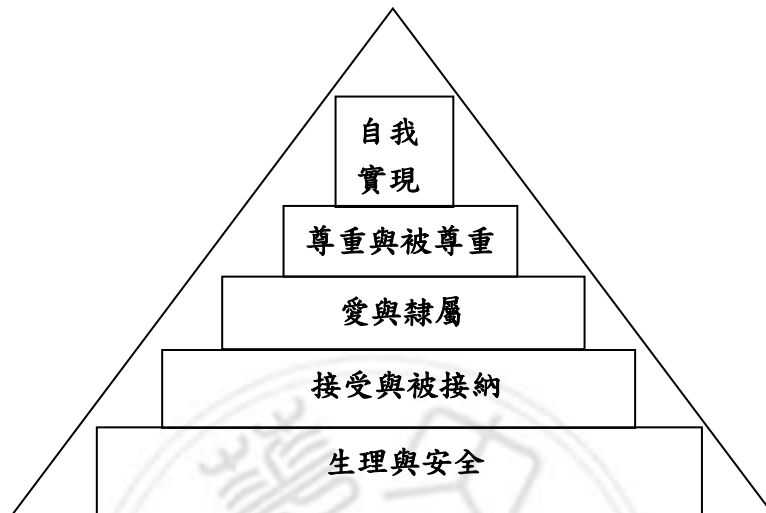 自我
實現
尊重與被尊重
愛與隸屬
接受與被接納
生理與安全